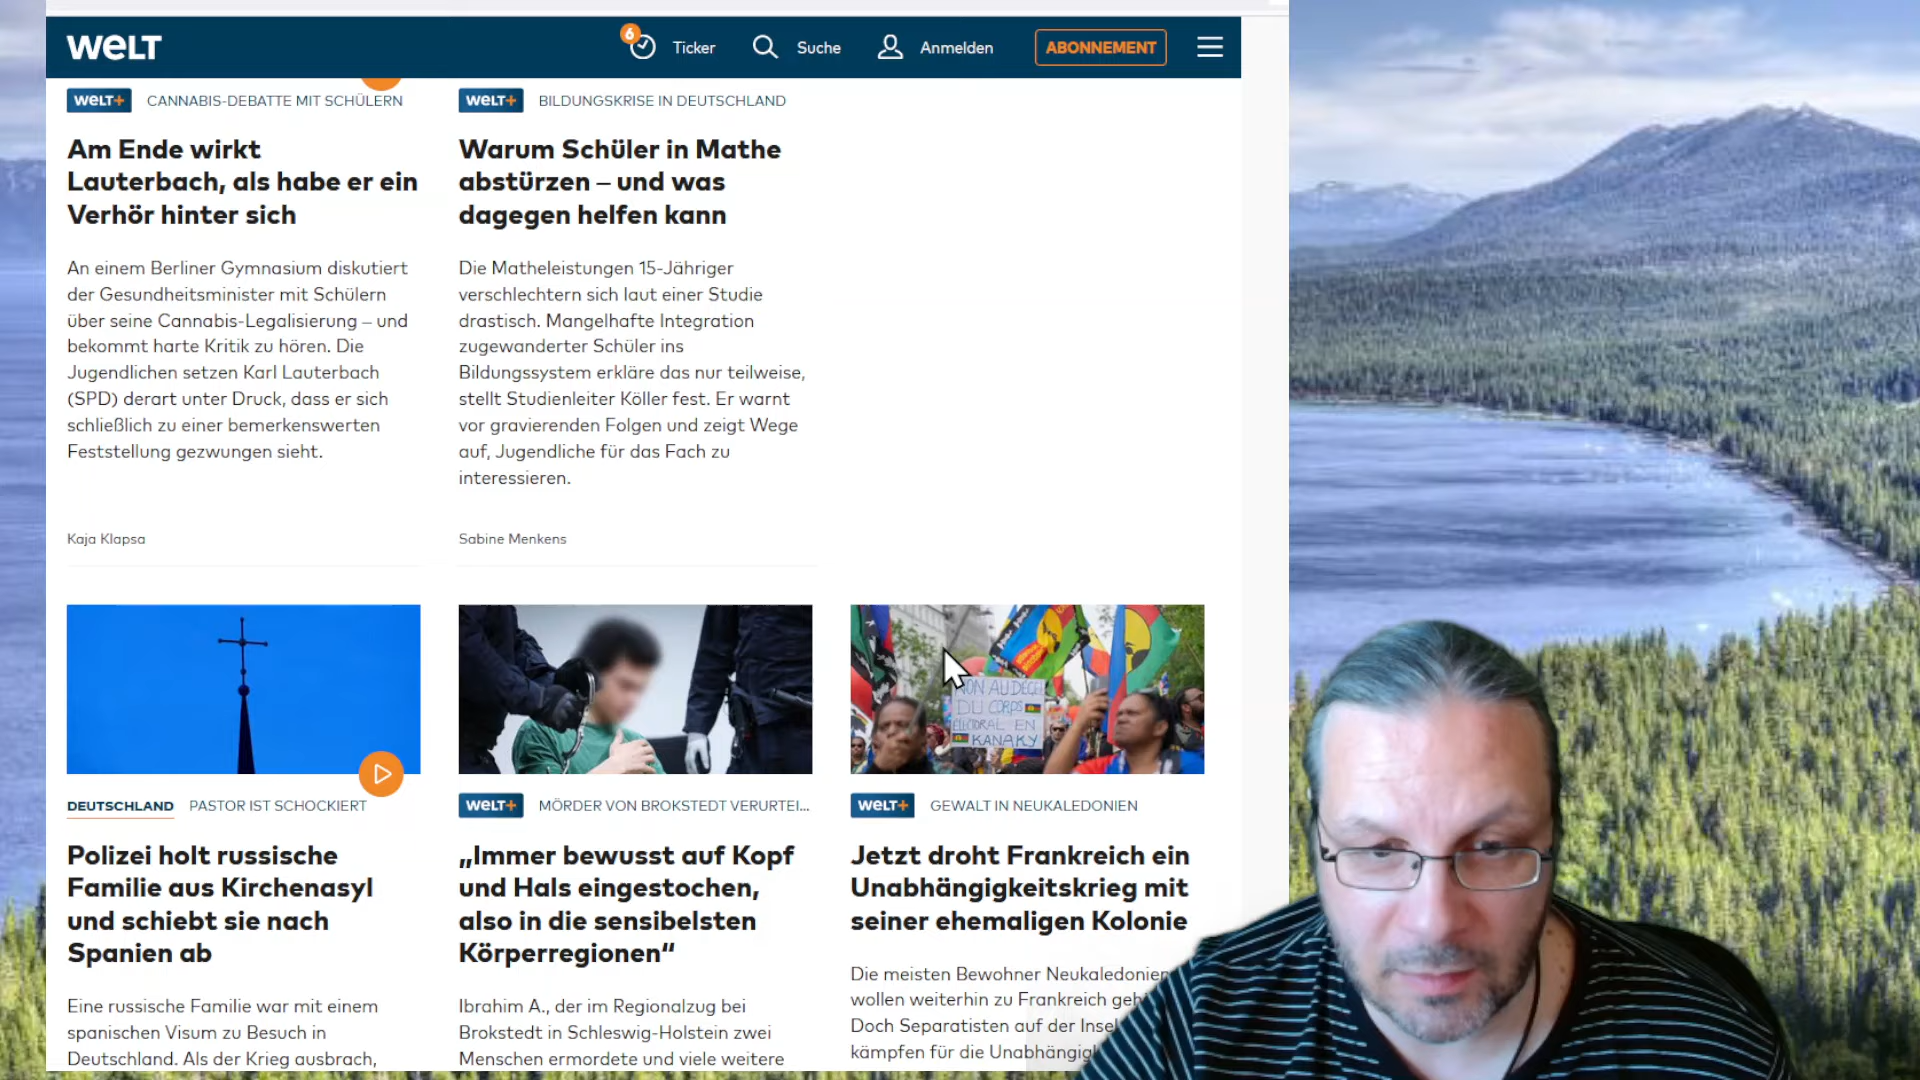 WELT
6
Ticker
Suche
Anmelden
ABONNEMENT
WELT+ CANNABIS-DEBATTE MIT SCHÜLERN
Am Ende wirkt
Lauterbach, als habe er ein
Verhör hinter sich
An einem Berliner Gymnasium diskutiert
der Gesundheitsminister mit Schülern
über seine Cannabis-Legalisierung – und
bekommt harte Kritik zu hören. Die
Jugendlichen setzen Karl Lauterbach
(SPD) derart unter Druck, dass er sich
schließlich zu einer bemerkenswerten
Feststellung gezwungen sieht.
Kaja Klapsa
WELT+ BILDUNGSKRISE IN DEUTSCHLAND
Warum Schüler in Mathe
abstürzen – und was
dagegen helfen kann
Die Matheleistungen 15-Jähriger
verschlechtern sich laut einer Studie
drastisch. Mangelhafte Integration
zugewanderter Schüler ins
Bildungssystem erkläre das nur teilweise,
stellt Studienleiter Köller fest. Er warnt
vor gravierenden Folgen und zeigt Wege
auf, Jugendliche für das Fach zu
interessieren.
Sabine Menkens
DEUTSCHLAND PASTOR IST SCHOCKIERT
Polizei holt russische
Familie aus Kirchenasyl
und schiebt sie nach
Spanien ab
Eine russische Familie war mit einem
spanischen Visum zu Besuch in
Deutschland. Als der Krieg ausbrach,
WELT+ MÖRDER VON BROKSTEDT VERURTEI...
„Immer bewusst auf Kopf
und Hals eingestochen,
also in die sensibelsten
Körperregionen“
Ibrahim A., der im Regionalzug bei
Brokstedt in Schleswig-Holstein zwei
Menschen ermordete und viele weitere
NON AU DÉGEL
DU CORPS
ÉLECTORAL EN
KANAKY
WELT+ GEWALT IN NEUKALEDONIEN
Jetzt droht Frankreich ein
Unabhängigkeitskrieg mit
seiner ehemaligen Kolonie
Die meisten Bewohner
wollen weiterhin zu Frankreich
Doch Separatisten auf der Insel
kämpfen für die